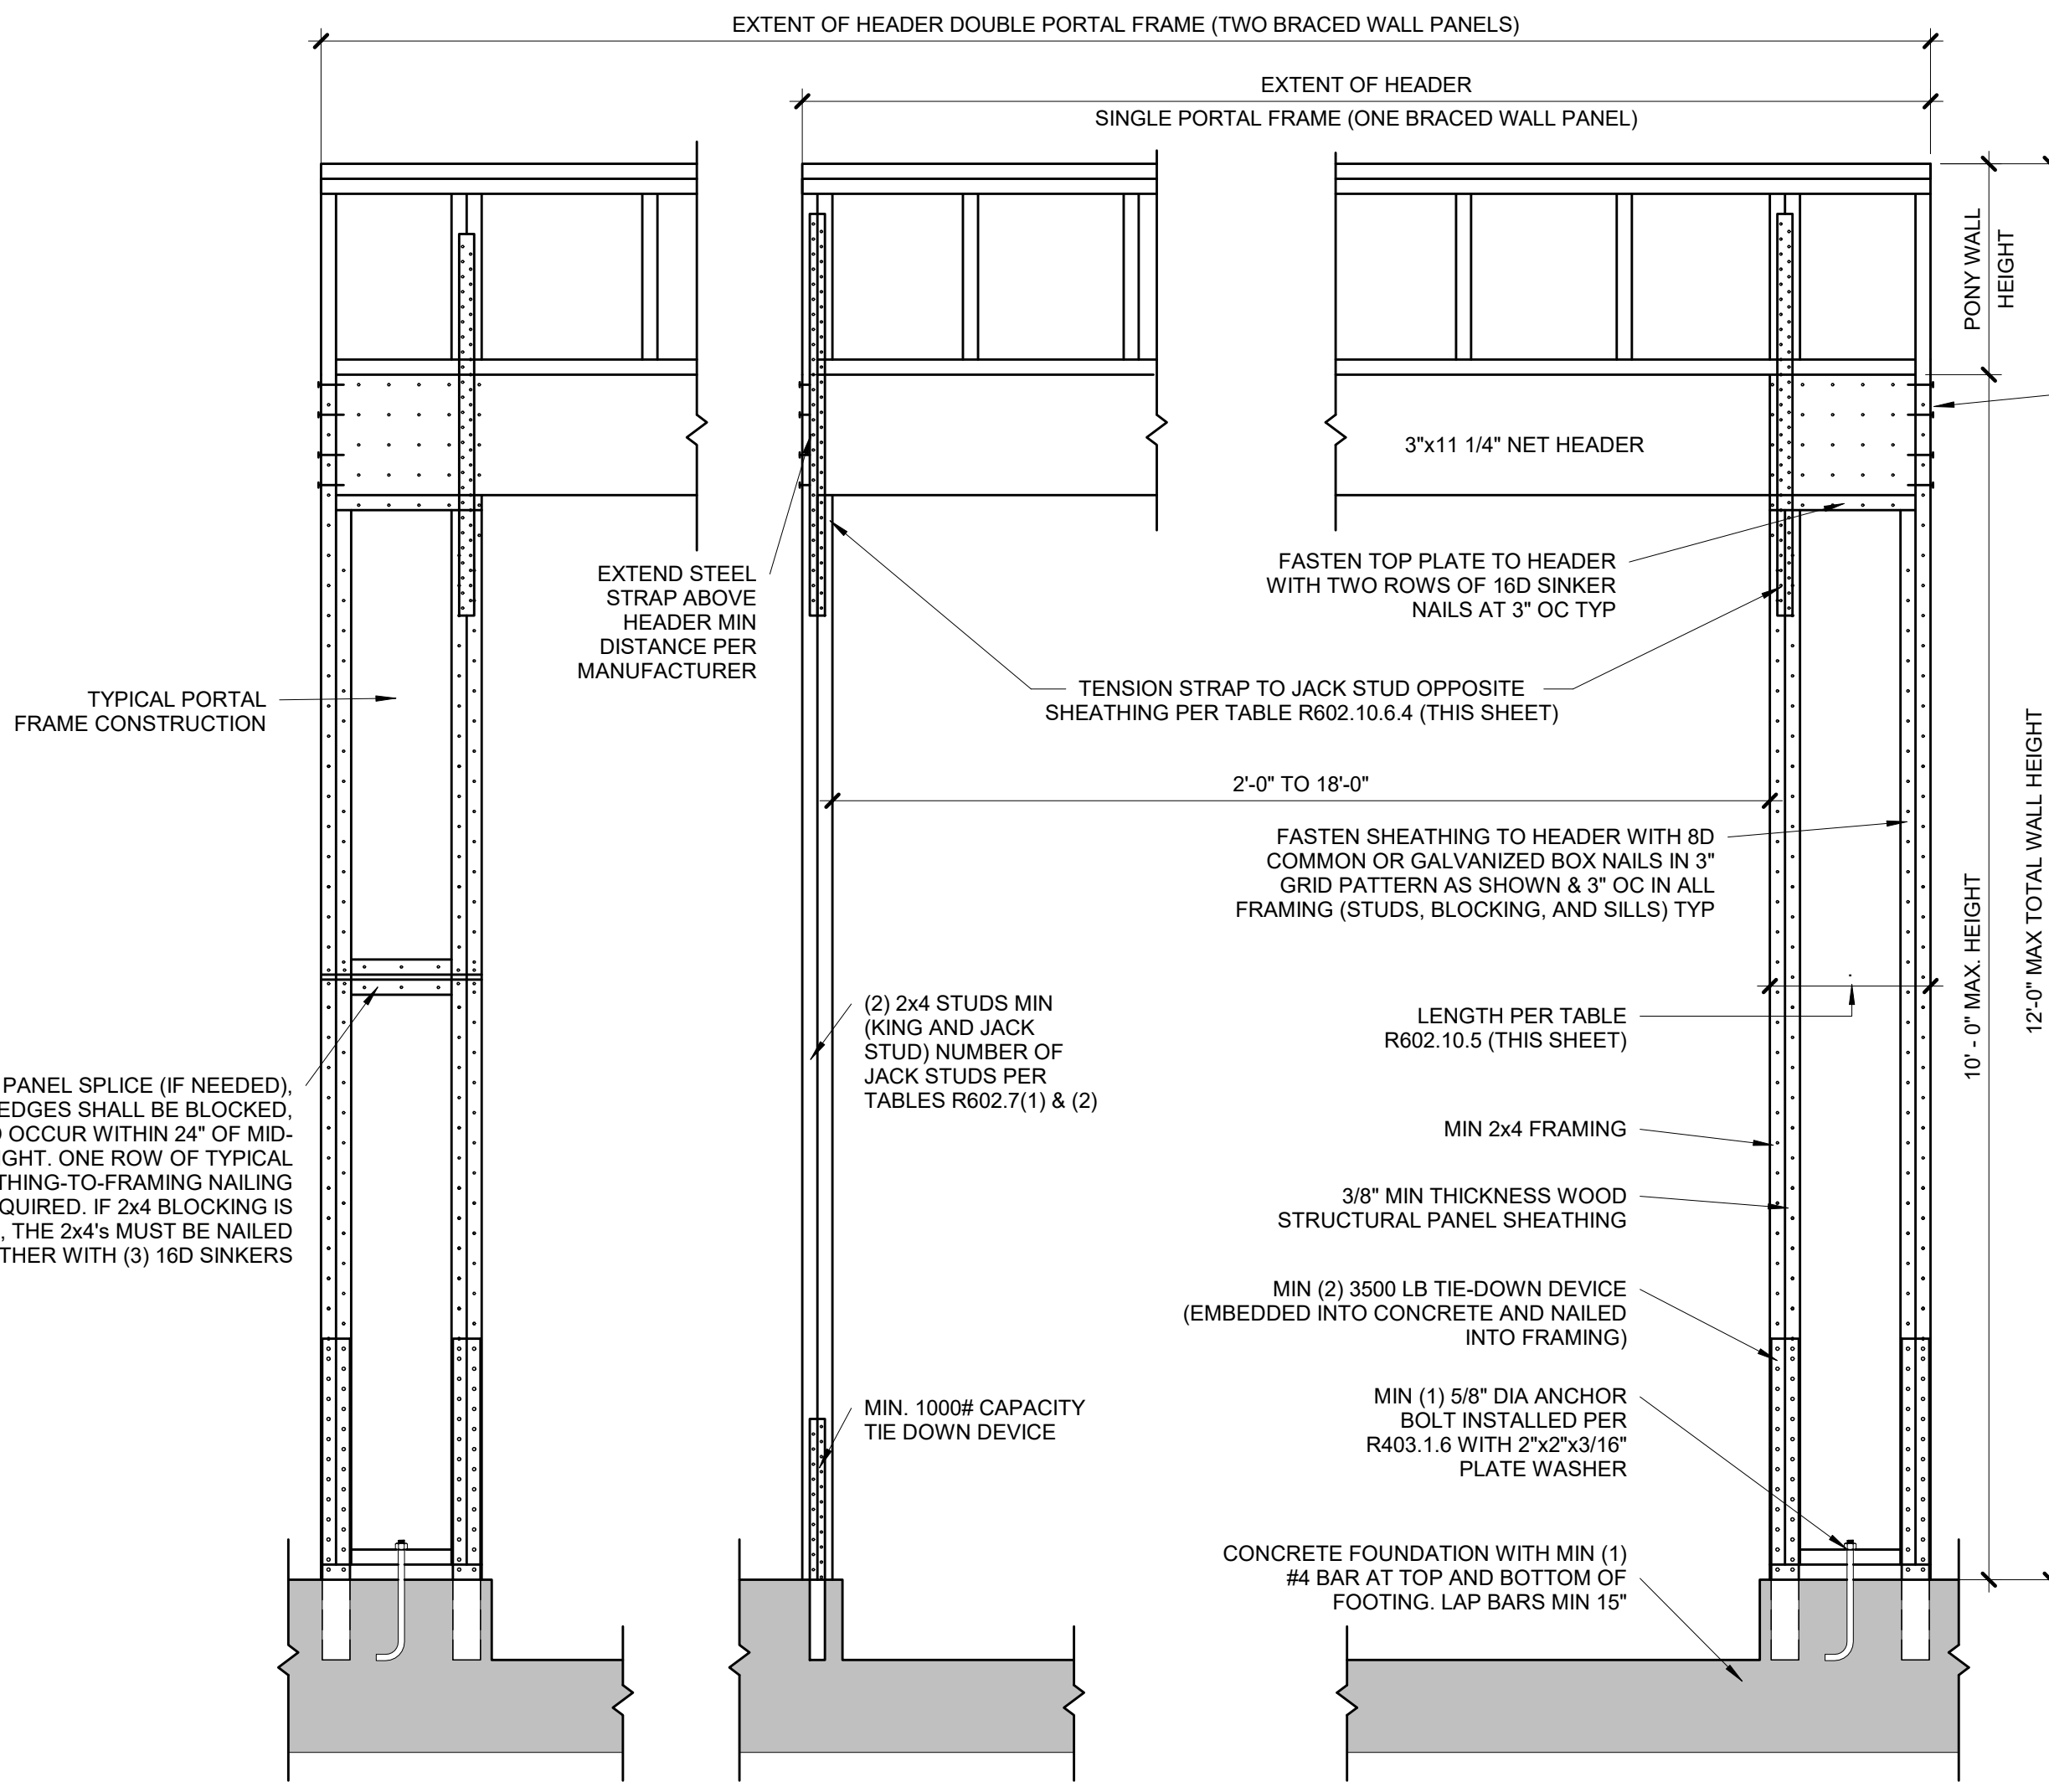 EXTENT OF HEADER DOUBLE PORTAL FRAME (TWO BRACED WALL PANELS)
EXTENT OF HEADER
SINGLE PORTAL FRAME (ONE BRACED WALL PANEL)
PONY WALL
HEIGHT
3"x11 1/4" NET HEADER
EXTEND STEEL
STRAP ABOVE
HEADER MIN
DISTANCE PER
MANUFACTURER
FASTEN TOP PLATE TO HEADER
WITH TWO ROWS OF 16D SINKER
NAILS AT 3" OC TYP
TYPICAL PORTAL
FRAME CONSTRUCTION
TENSION STRAP TO JACK STUD OPPOSITE
SHEATHING PER TABLE R602.10.6.4 (THIS SHEET)
2'-0" TO 18'-0"
FASTEN SHEATHING TO HEADER WITH 8D
COMMON OR GALVANIZED BOX NAILS IN 3"
GRID PATTERN AS SHOWN & 3" OC IN ALL
FRAMING (STUDS, BLOCKING, AND SILLS) TYP
10' - 0" MAX. HEIGHT
12'-0" MAX TOTAL WALL HEIGHT
(2) 2x4 STUDS MIN
(KING AND JACK
STUD) NUMBER OF
JACK STUDS PER
TABLES R602.7(1) & (2)
LENGTH PER TABLE
R602.10.5 (THIS SHEET)
PANEL SPLICE (IF NEEDED),
EDGES SHALL BE BLOCKED,
OCCUR WITHIN 24" OF MID-
IGHT. ONE ROW OF TYPICAL
THING-TO-FRAMING NAILING
QUIRED. IF 2x4 BLOCKING IS
, THE 2x4's MUST BE NAILED
THER WITH (3) 16D SINKERS
MIN 2x4 FRAMING
3/8" MIN THICKNESS WOOD
STRUCTURAL PANEL SHEATHING
MIN (2) 3500 LB TIE-DOWN DEVICE
(EMBEDDED INTO CONCRETE AND NAILED
INTO FRAMING)
MIN. 1000# CAPACITY
TIE DOWN DEVICE
MIN (1) 5/8" DIA ANCHOR
BOLT INSTALLED PER
R403.1.6 WITH 2"x2"x3/16"
PLATE WASHER
CONCRETE FOUNDATION WITH MIN (1)
#4 BAR AT TOP AND BOTTOM OF
FOOTING. LAP BARS MIN 15"